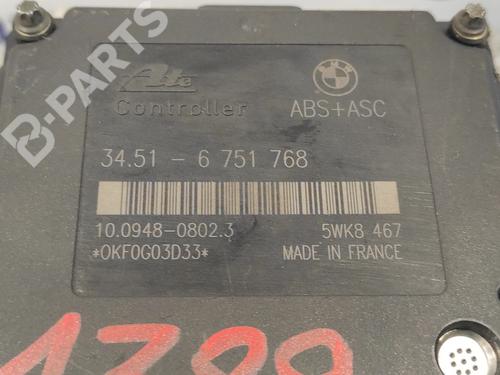 B-PARTS
Ate
Controller
BMW
ABS+ASC
34.51 - 6 751 768
10.0948-0802.3
5WK8 467
*0KF0G03D33*
MADE IN FRANCE